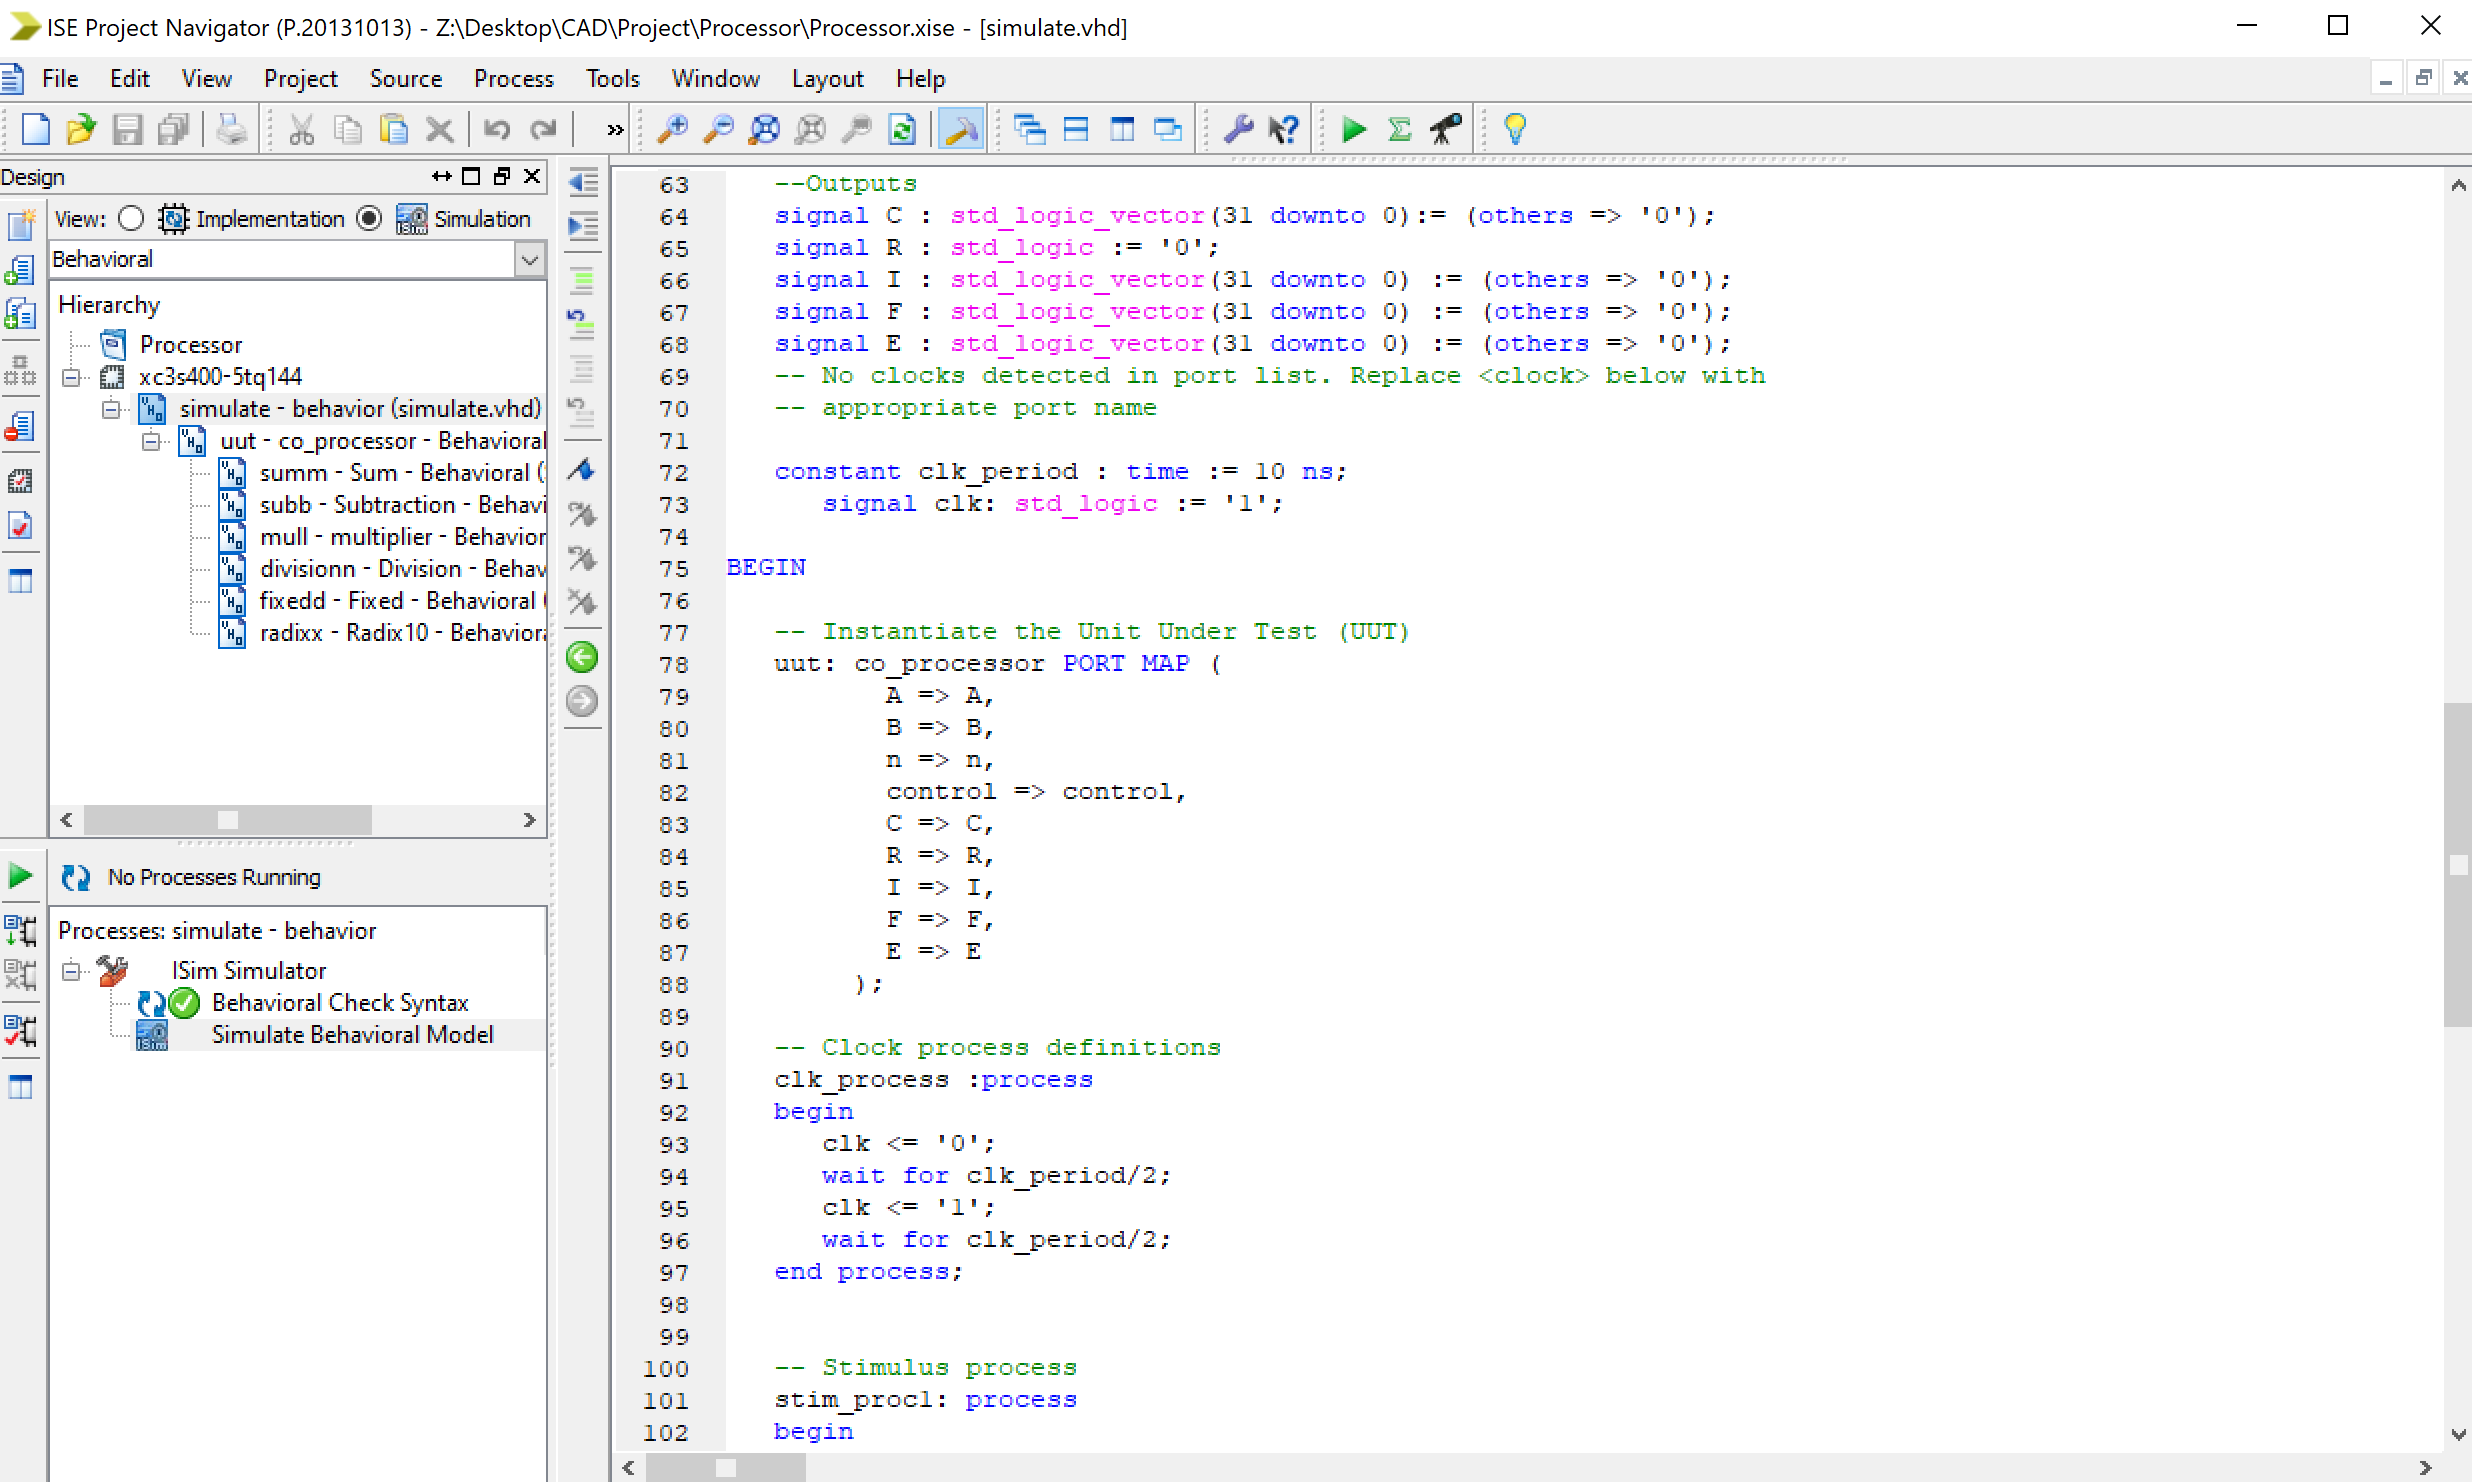 ISE Project Navigator (P.20131013) - Z:\Desktop\CAD\Project\Processor\Processor.xise - [simulate.vhd]
File Edit View Project Source Process Tools Window Layout Help
Design
View: Implementation Simulation
Behavioral
Hierarchy
Processor
xc3s400-5tq144
simulate - behavior (simulate.vhd)
uut - co_processor - Behavioral
summ - Sum - Behavioral (
subb - Subtraction - Behavi
mull - multiplier - Behavior
divisionn - Division - Behav
fixedd - Fixed - Behavioral (
radixx - Radix10 - Behaviora
No Processes Running
Processes: simulate - behavior
ISim Simulator
Behavioral Check Syntax
Simulate Behavioral Model
63 --Outputs
64 signal C : std_logic_vector(31 downto 0):= (others => '0');
65 signal R : std_logic := '0';
66 signal I : std_logic_vector(31 downto 0) := (others => '0');
67 signal F : std_logic_vector(31 downto 0) := (others => '0');
68 signal E : std_logic_vector(31 downto 0) := (others => '0');
69 -- No clocks detected in port list. Replace <clock> below with
70 -- appropriate port name
71
72 constant clk_period : time := 10 ns;
73 signal clk: std_logic := '1';
74
75 BEGIN
76
77 -- Instantiate the Unit Under Test (UUT)
78 uut: co_processor PORT MAP (
79 A => A,
80 B => B,
81 n => n,
82 control => control,
83 C => C,
84 R => R,
85 I => I,
86 F => F,
87 E => E
88 );
89
90 -- Clock process definitions
91 clk_process :process
92 begin
93 clk <= '0';
94 wait for clk_period/2;
95 clk <= '1';
96 wait for clk_period/2;
97 end process;
98
99
100 -- Stimulus process
101 stim_proc1: process
102 begin